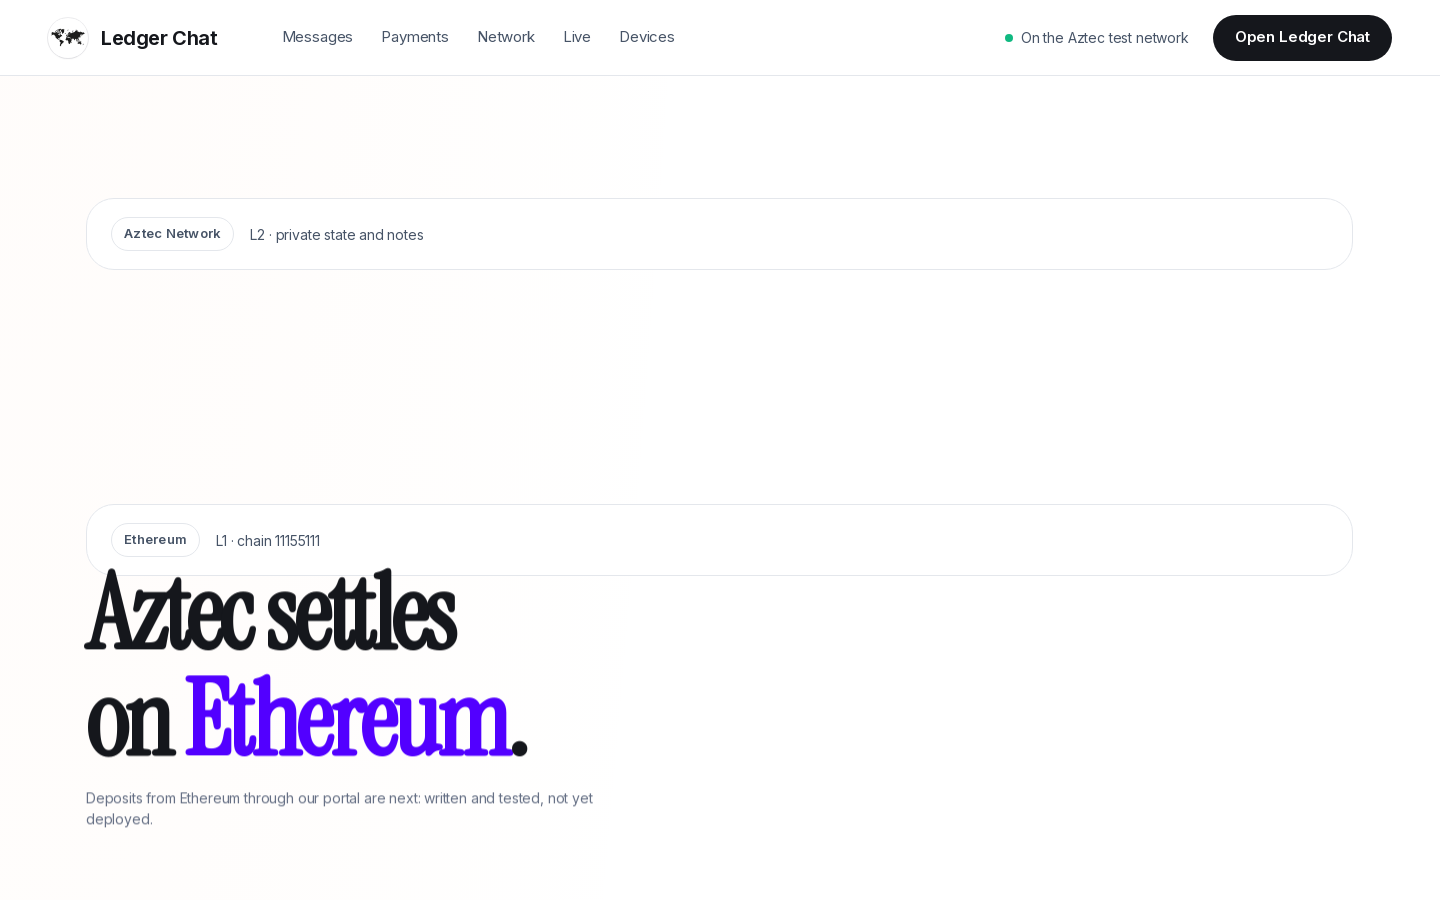 Ledger Chat
Messages
Payments
Network
Live
Devices
On the Aztec test network
Open Ledger Chat
Aztec Network
L2 · private state and notes
Ethereum
L1 · chain 11155111
Aztec settles
on Ethereum.
Deposits from Ethereum through our portal are next: written and tested, not yet
deployed.